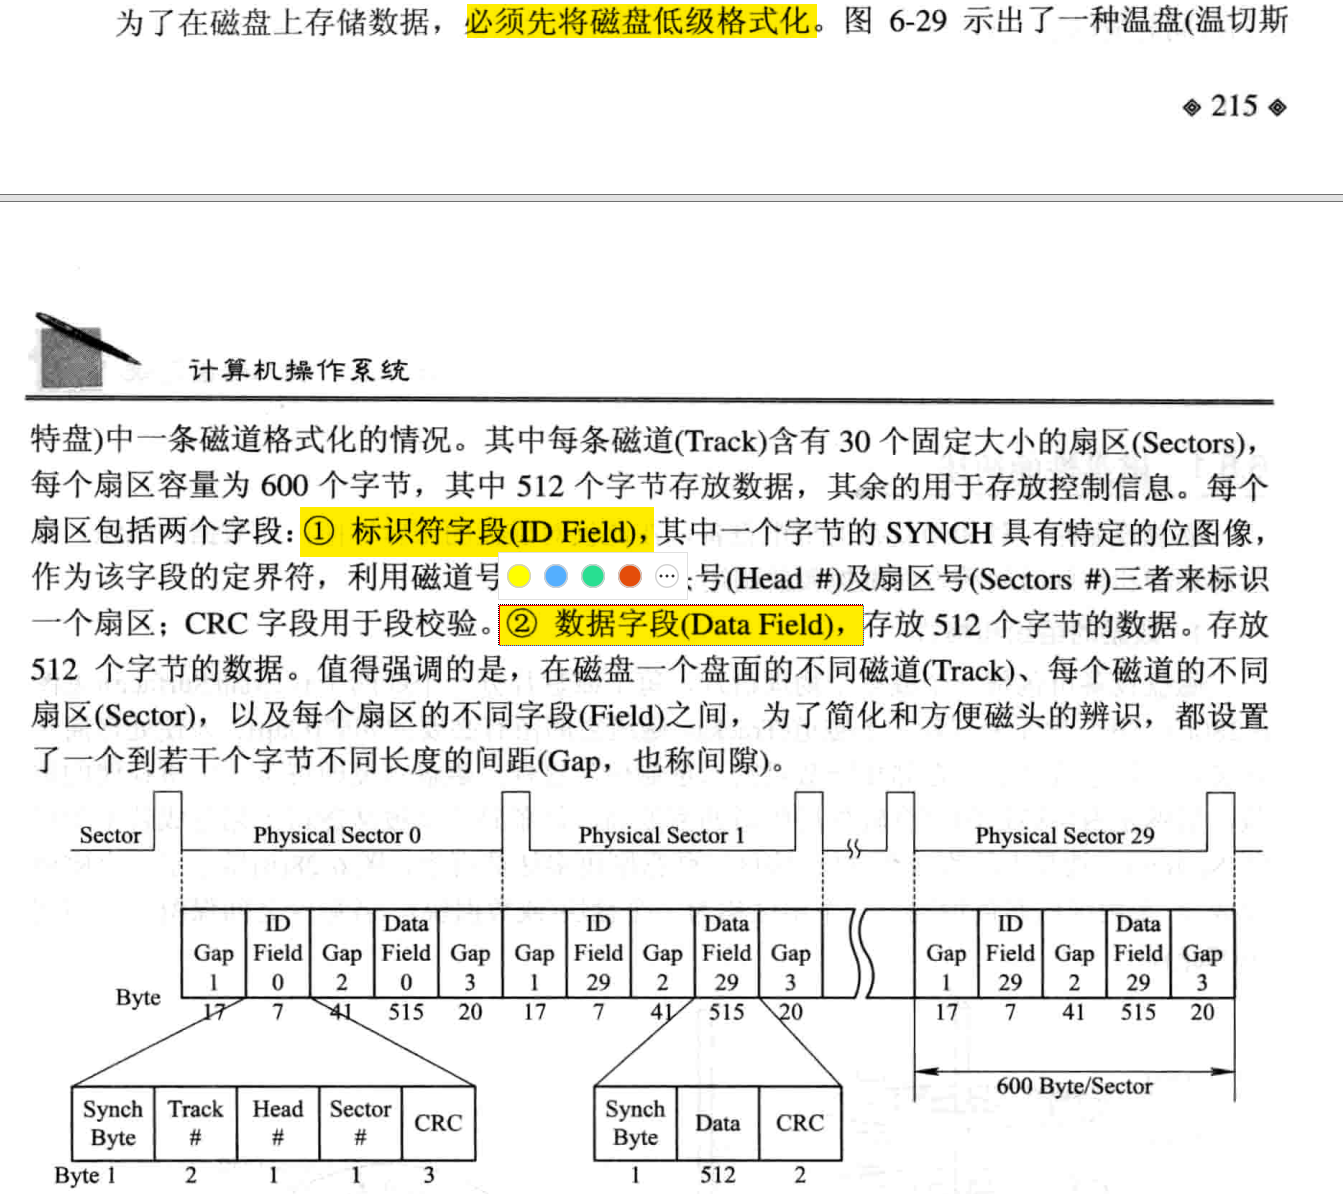 为了在磁盘上存储数据，必须先将磁盘低级格式化。图 6-29 示出了一种温盘(温切斯
215
计算机操作系统
特盘)中一条磁道格式化的情况。其中每条磁道(Track)含有 30 个固定大小的扇区(Sectors)，
每个扇区容量为 600 个字节，其中 512 个字节存放数据，其余的用于存放控制信息。每个
扇区包括两个字段：① 标识符字段(ID Field)，其中一个字节的 SYNCH 具有特定的位图像，
作为该字段的定界符，利用磁道号 号(Head #)及扇区号(Sectors #)三者来标识
一个扇区；CRC 字段用于段校验。② 数据字段(Data Field)，存放 512 个字节的数据。存放
512 个字节的数据。值得强调的是，在磁盘一个盘面的不同磁道(Track)、每个磁道的不同
扇区(Sector)，以及每个扇区的不同字段(Field)之间，为了简化和方便磁头的辨识，都设置
了一个到若干个字节不同长度的间距(Gap，也称间隙)。
Sector Physical Sector 0 Physical Sector 1 Physical Sector 29
ID Data ID Data ID Data
Gap Field Gap Field Gap Gap Field Gap Field Gap Gap Field Gap Field Gap
1 0 2 0 3 1 29 2 29 3 1 29 2 29 3
Byte
17 7 41 515 20 17 7 41 515 20 17 7 41 515 20
600 Byte/Sector
Synch Track Head Sector CRC Synch Data CRC
Byte # # # Byte
Byte 1 2 1 1 3 1 512 2